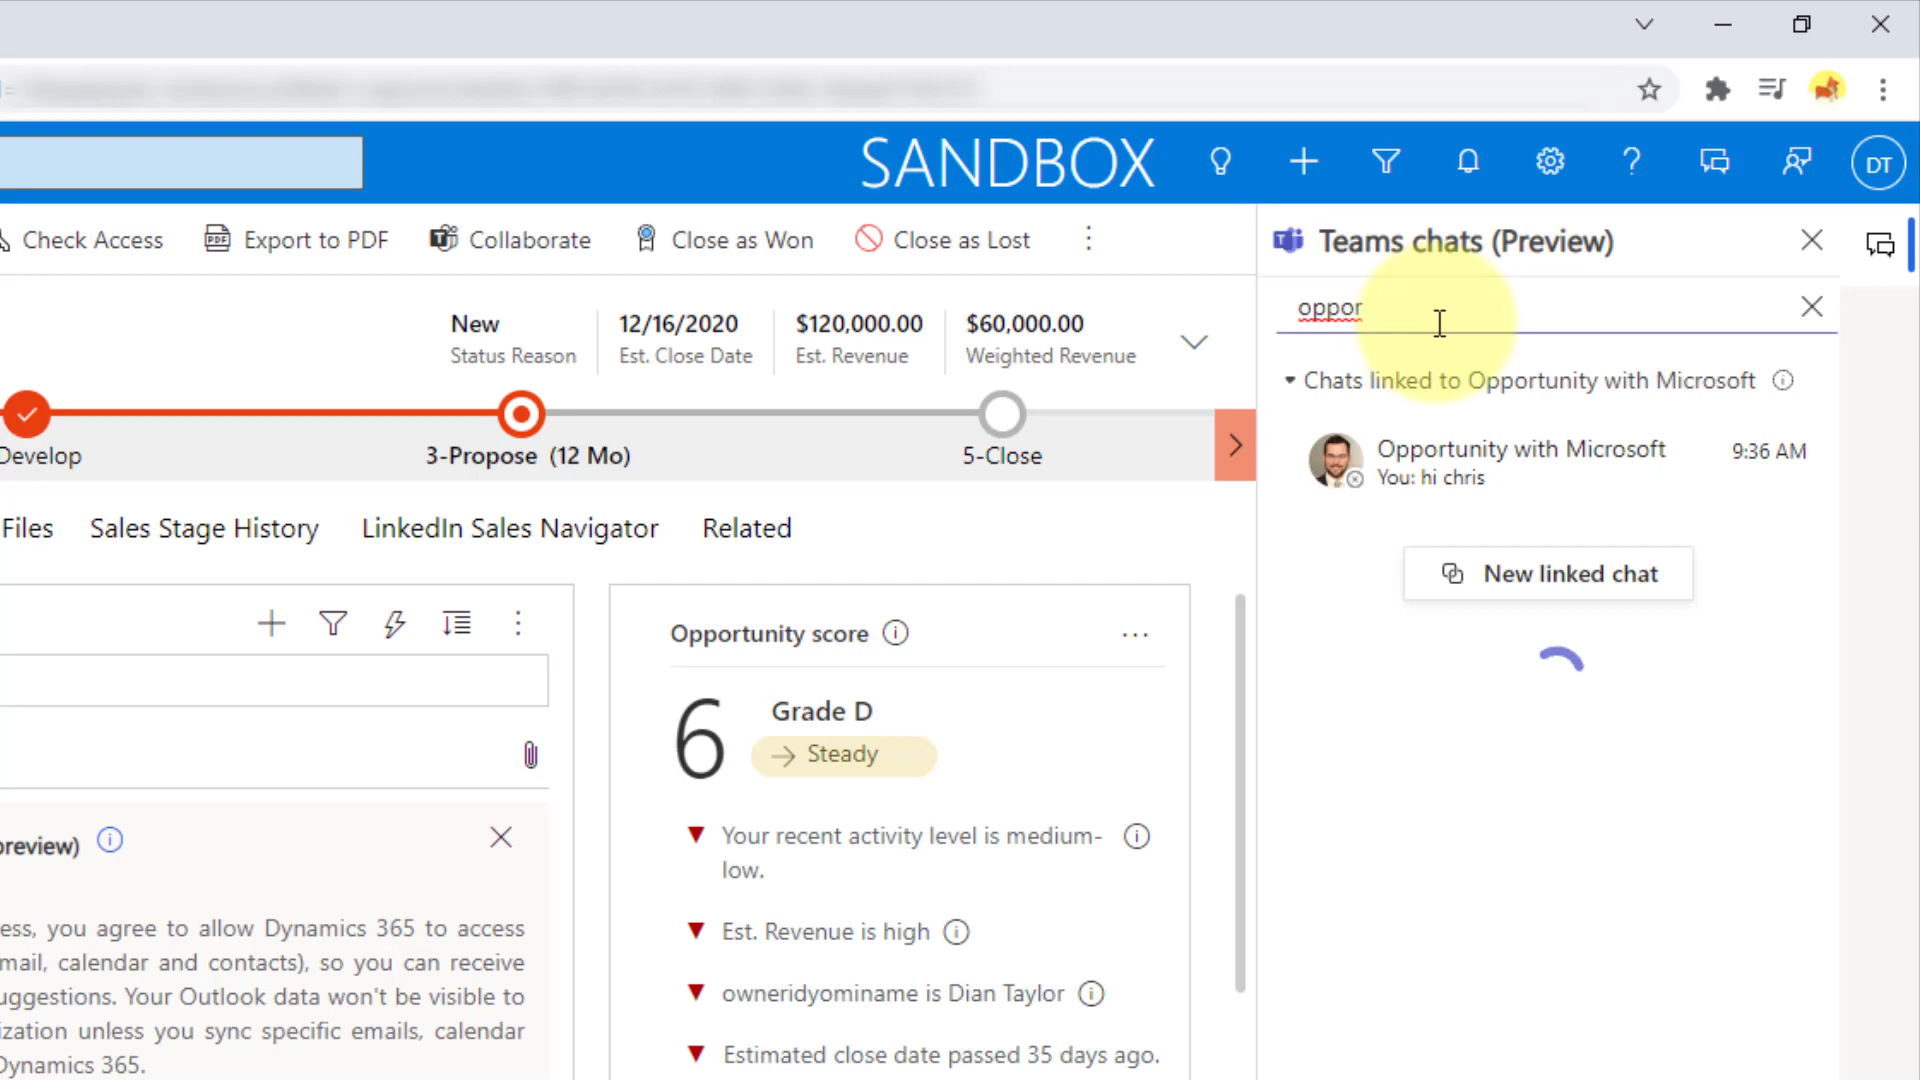 SANDBOX
DT
Check Access
PDF
Export to PDF
Collaborate
Close as Won
Close as Lost
Teams chats (Preview)
oppor
New
Status Reason
12/16/2020
Est. Close Date
$120,000.00
Est. Revenue
$60,000.00
Weighted Revenue
Chats linked to Opportunity with Microsoft
Opportunity with Microsoft
9:36 AM
You: hi chris
New linked chat
Develop
3-Propose (12 Mo)
5-Close
Files
Sales Stage History
LinkedIn Sales Navigator
Related
Opportunity score
6
Grade D
Steady
Your recent activity level is medium-
low.
Est. Revenue is high
owneridyominame is Dian Taylor
Estimated close date passed 35 days ago.
preview)
ess, you agree to allow Dynamics 365 to access
mail, calendar and contacts), so you can receive
uggestions. Your Outlook data won't be visible to
ization unless you sync specific emails, calendar
Dynamics 365.